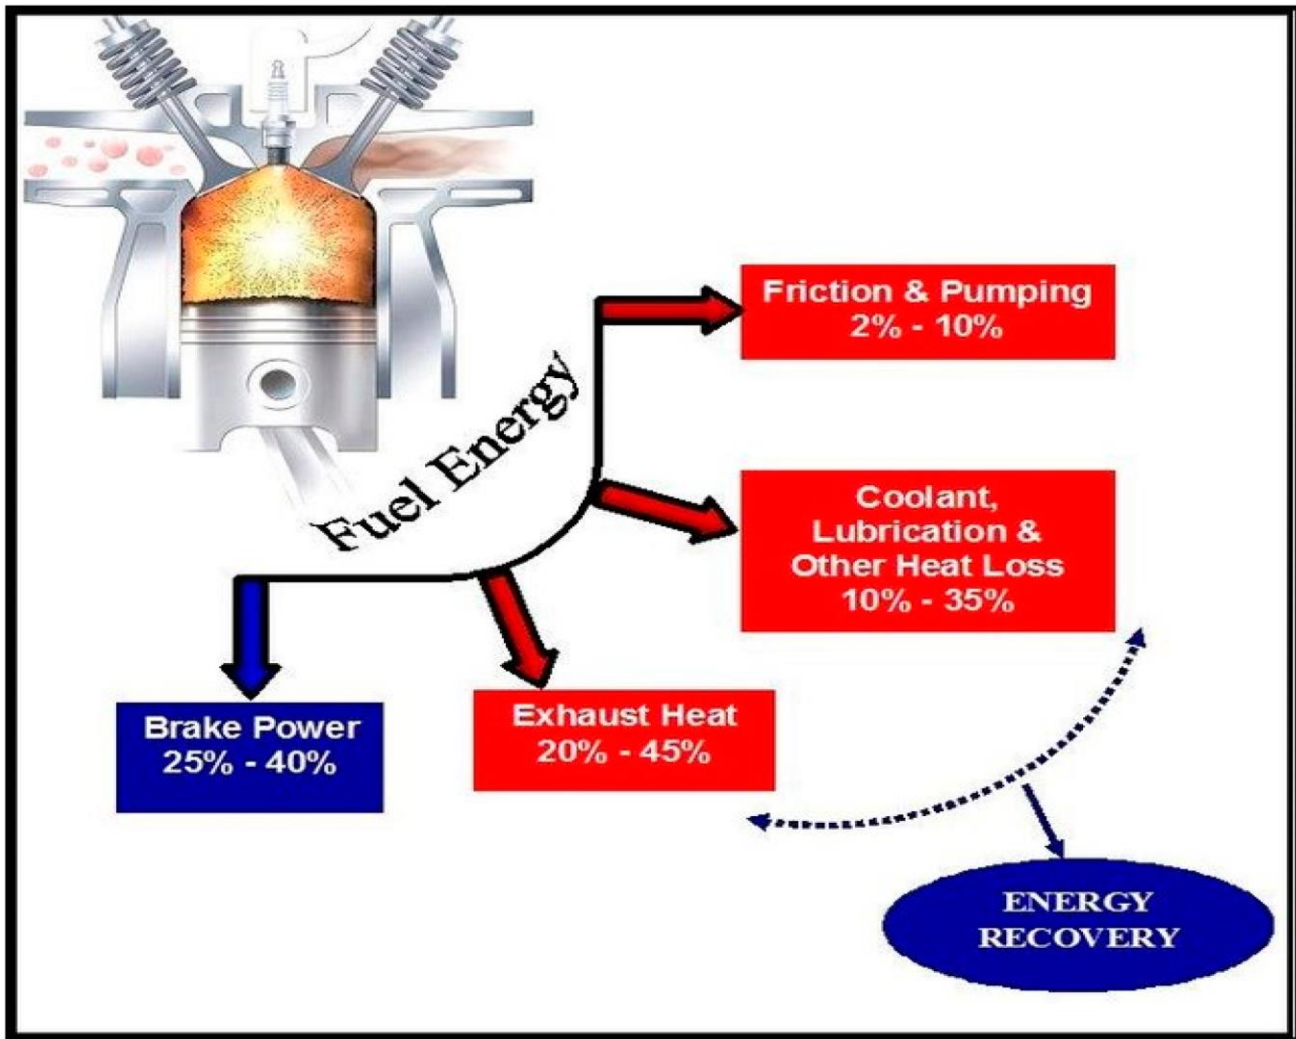 Fuel Energy
Friction & Pumping
2% - 10%
Coolant,
Lubrication &
Other Heat Loss
10% - 35%
Brake Power
25% - 40%
Exhaust Heat
20% - 45%
ENERGY
RECOVERY